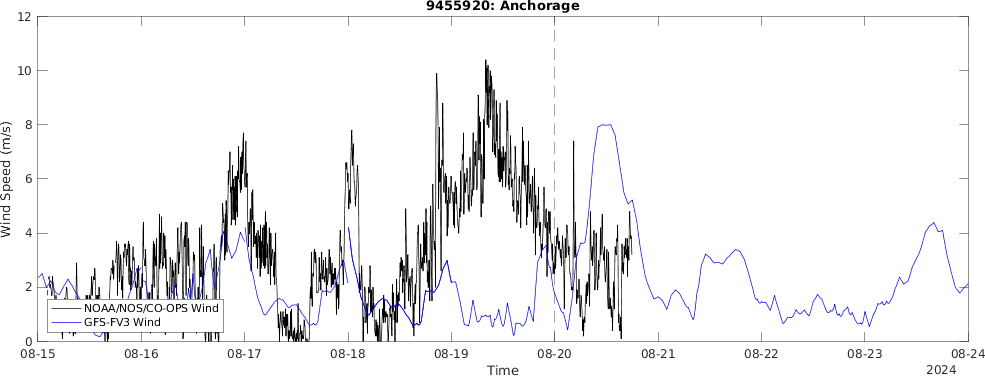 9455920: Anchorage
12
10
8
6
4
2
0
Wind Speed (m/s)
NOAA/NOS/CO-OPS Wind
GFS-FV3 Wind
08-15 08-16 08-17 08-18 08-19 08-20 08-21 08-22 08-23 08-24
Time
2024